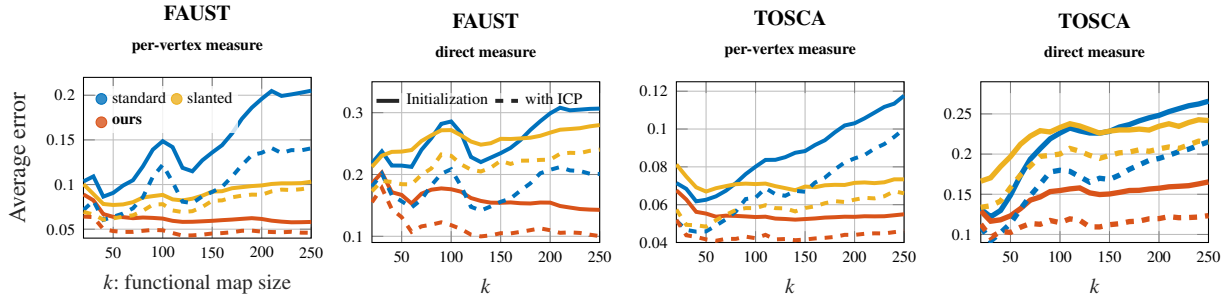 FAUST
per-vertex measure
Average error
0.2
0.15
0.1
0.05
standard
slanted
ours
50 100 150 200 250
k: functional map size
FAUST
direct measure
0.3
0.2
0.1
Initialization
with ICP
50 100 150 200 250
k
TOSCA
per-vertex measure
0.12
0.1
0.08
0.06
0.04
50 100 150 200 250
k
TOSCA
direct measure
0.25
0.2
0.15
0.1
50 100 150 200 250
k